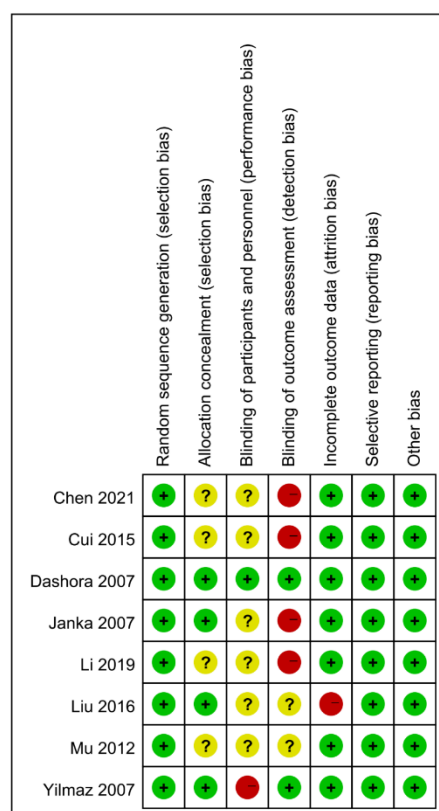 Random sequence generation (selection bias)
Allocation concealment (selection bias)
Blinding of participants and personnel (performance bias)
Blinding of outcome assessment (detection bias)
Incomplete outcome data (attrition bias)
Selective reporting (reporting bias)
Other bias
Chen 2021 + ? ? - + + +
Cui 2015 + ? ? - + + +
Dashora 2007 + + + + + + +
Janka 2007 + + ? - + + +
Li 2019 + ? ? - + + +
Liu 2016 + + ? ? - + +
Mu 2012 + ? ? ? + + +
Yilmaz 2007 + + - + + + +